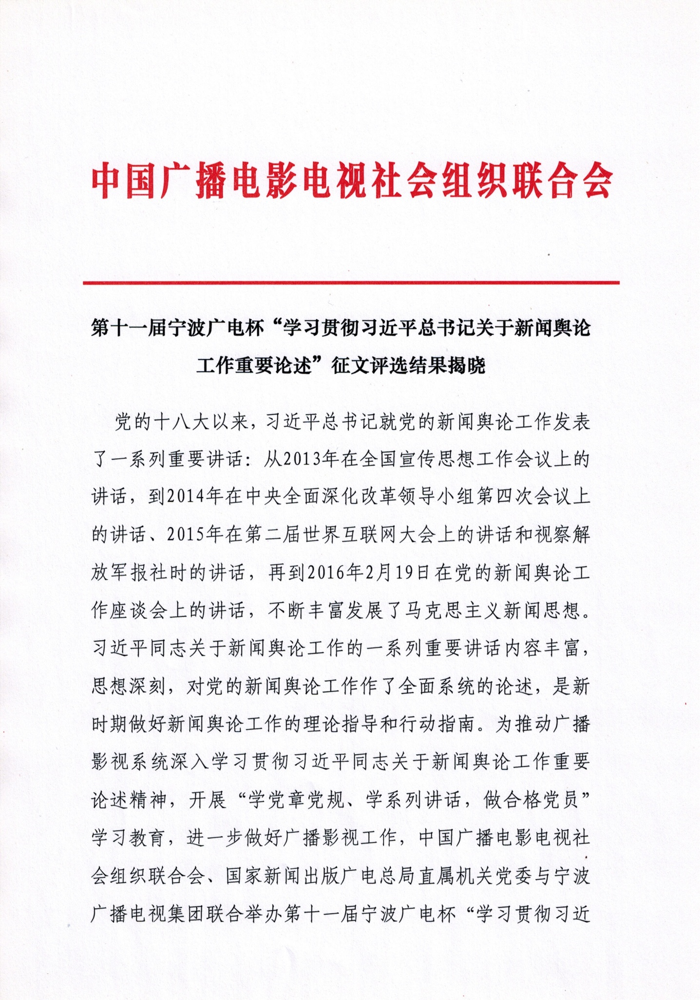 中国广播电影电视社会组织联合会
第十一届宁波广电杯“学习贯彻习近平总书记关于新闻舆论
工作重要论述”征文评选结果揭晓
党的十八大以来，习近平总书记就党的新闻舆论工作发表
了一系列重要讲话：从2013年在全国宣传思想工作会议上的
讲话，到2014年在中央全面深化改革领导小组第四次会议上
的讲话、2015年在第二届世界互联网大会上的讲话和视察解
放军报社时的讲话，再到2016年2月19日在党的新闻舆论工
作座谈会上的讲话，不断丰富发展了马克思主义新闻思想。
习近平同志关于新闻舆论工作的一系列重要讲话内容丰富，
思想深刻，对党的新闻舆论工作作了全面系统的论述，是新
时期做好新闻舆论工作的理论指导和行动指南。为推动广播
影视系统深入学习贯彻习近平同志关于新闻舆论工作重要
论述精神，开展“学党章党规、学系列讲话，做合格党员”
学习教育，进一步做好广播影视工作，中国广播电影电视社
会组织联合会、国家新闻出版广电总局直属机关党委与宁波
广播电视集团联合举办第十一届宁波广电杯“学习贯彻习近